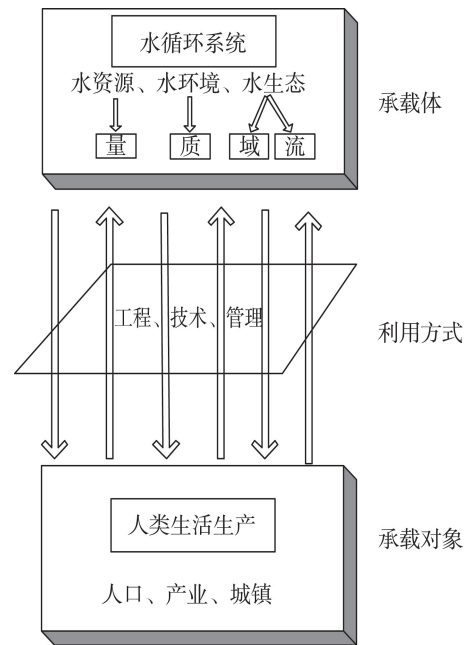 水循环系统
水资源、水环境、水生态
承载体
量 质 域 流
工程、技术、管理
利用方式
人类生活生产
承载对象
人口、产业、城镇